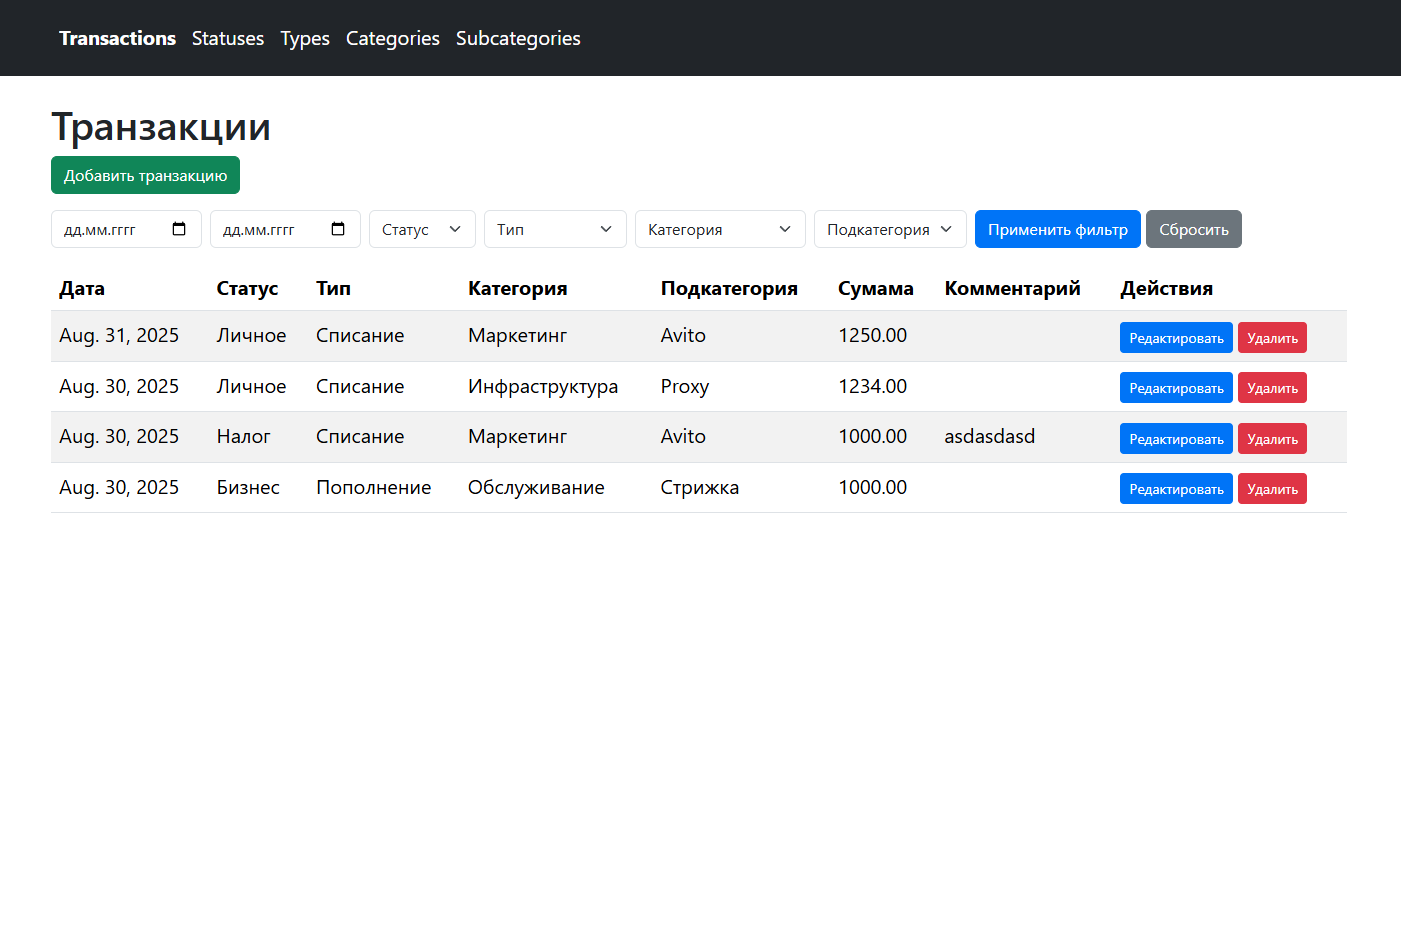 Transactions Statuses Types Categories Subcategories
Транзакции
Добавить транзакцию
дд.мм.гггг дд.мм.гггг Статус Тип Категория Подкатегория Применить фильтр Сбросить
Дата Статус Тип Категория Подкатегория Сумама Комментарий Действия
Aug. 31, 2025 Личное Списание Маркетинг Avito 1250.00 Редактировать Удалить
Aug. 30, 2025 Личное Списание Инфраструктура Proxy 1234.00 Редактировать Удалить
Aug. 30, 2025 Налог Списание Маркетинг Avito 1000.00 asdasdasd Редактировать Удалить
Aug. 30, 2025 Бизнес Пополнение Обслуживание Стрижка 1000.00 Редактировать Удалить